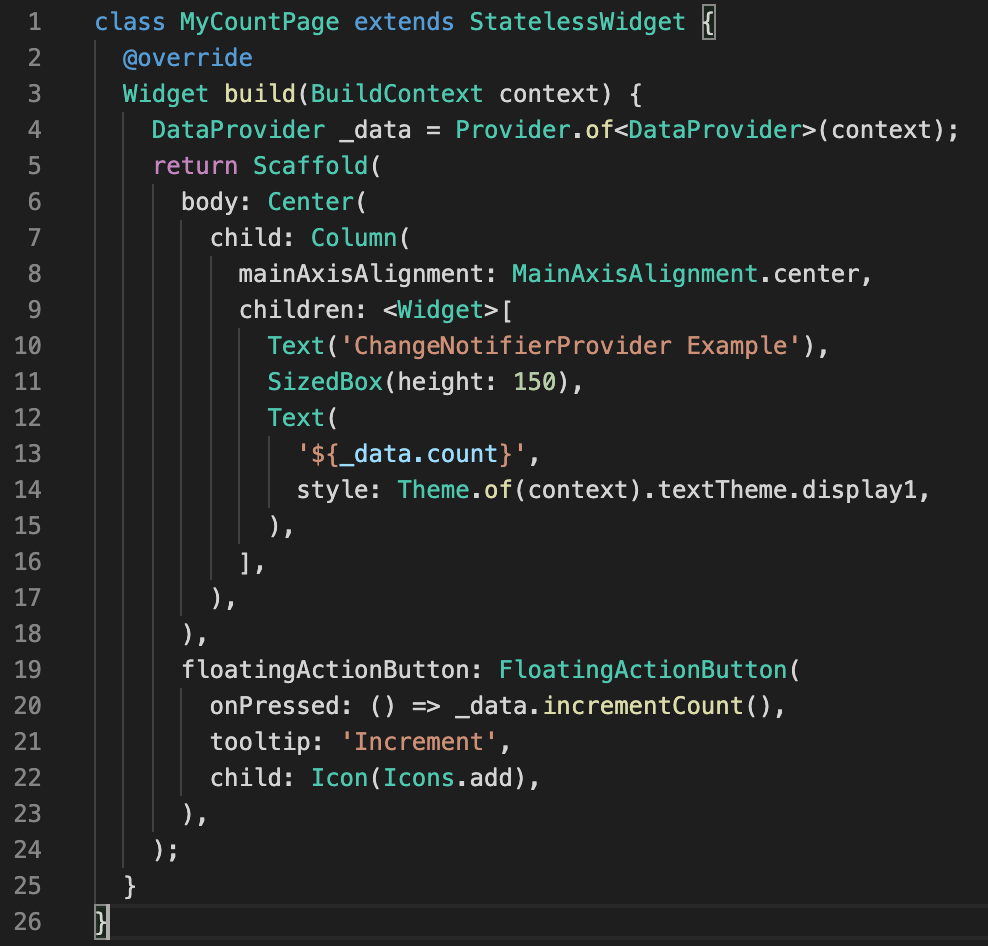 1 class MyCountPage extends StatelessWidget {
2   @override
3   Widget build(BuildContext context) {
4     DataProvider _data = Provider.of<DataProvider>(context);
5     return Scaffold(
6       body: Center(
7         child: Column(
8           mainAxisAlignment: MainAxisAlignment.center,
9           children: <Widget>[
10             Text('ChangeNotifierProvider Example'),
11             SizedBox(height: 150),
12             Text(
13               '${_data.count}',
14               style: Theme.of(context).textTheme.display1,
15             ),
16           ],
17         ),
18       ),
19       floatingActionButton: FloatingActionButton(
20         onPressed: () => _data.incrementCount(),
21         tooltip: 'Increment',
22         child: Icon(Icons.add),
23       ),
24     );
25   }
26 }